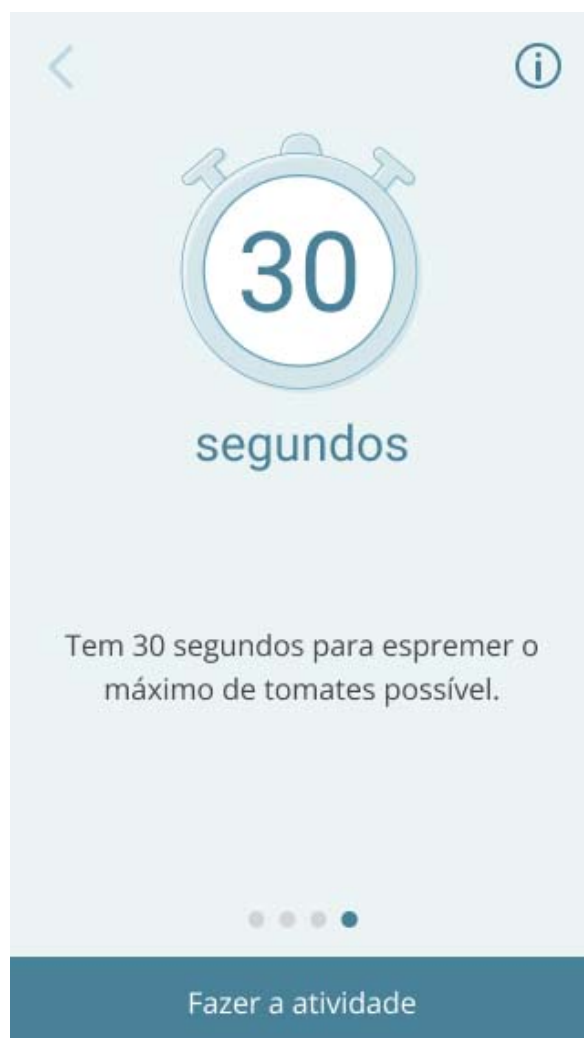 30
segundos
Tem 30 segundos para espremer o
máximo de tomates possível.
Fazer a atividade